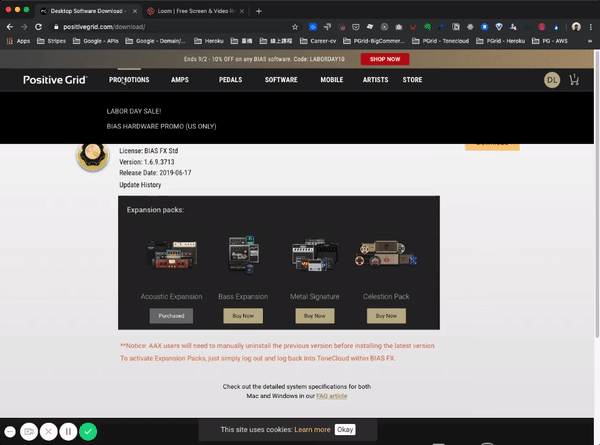 Desktop Software Download -
Loom | Free Screen & Video Re
positivegrid.com/download/
Apps
Stripes
Google - APIs
Google - Domain/...
Heroku
重機
線上課程
Career-cv
PGrid-BigCommer...
PGrid - Tonecloud
PGrid - Heroku
PG - AWS
Ends 9/2 - 10% OFF on any BIAS software. Code: LABORDAY10
SHOP NOW
Positive Grid
PROMOTIONS
AMPS
PEDALS
SOFTWARE
MOBILE
ARTISTS
STORE
DL
1
LABOR DAY SALE!
BIAS HARDWARE PROMO (US ONLY)
Download
License: BIAS FX Std
Version: 1.6.9.3713
Release Date: 2019-06-17
Update History
Expansion packs:
Acoustic Expansion
Bass Expansion
Metal Signature
Celestion Pack
Purchased
Buy Now
Buy Now
Buy Now
**Notice: AAX users will need to manually uninstall the previous version before installing the latest version
To activate Expansion Packs, just simply log out and log back into ToneCloud within BIAS FX.
Check out the detailed system specifications for both
Mac and Windows in our FAQ article
This site uses cookies: Learn more
Okay